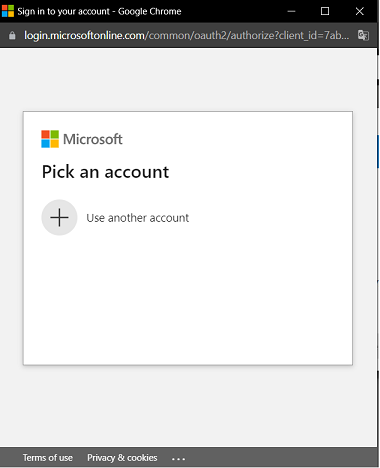 Sign in to your account - Google Chrome
login.microsoftonline.com/common/oauth2/authorize?client_id=7ab...
Microsoft
Pick an account
Use another account
Terms of use Privacy & cookies ...